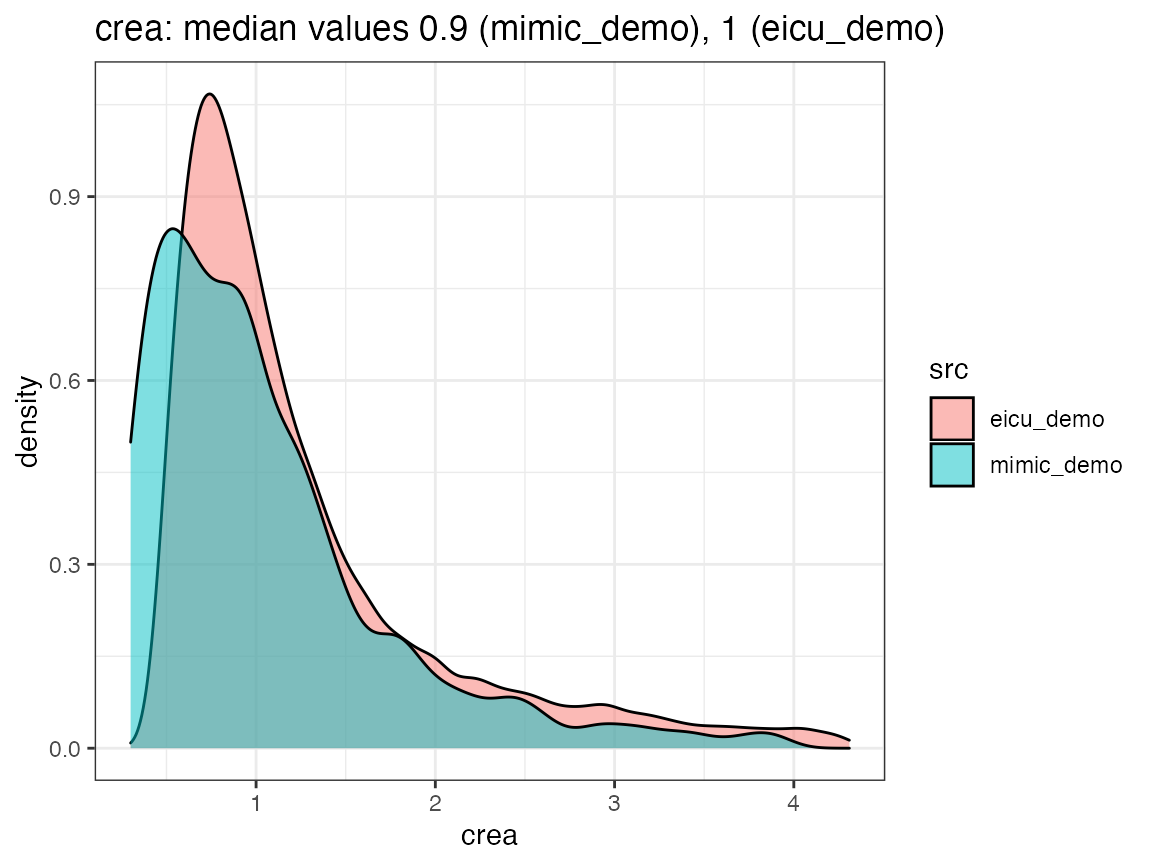 crea: median values 0.9 (mimic_demo), 1 (eicu_demo)
density
0.9
0.6
0.3
0.0
1 2 3 4
crea
src
eicu_demo
mimic_demo